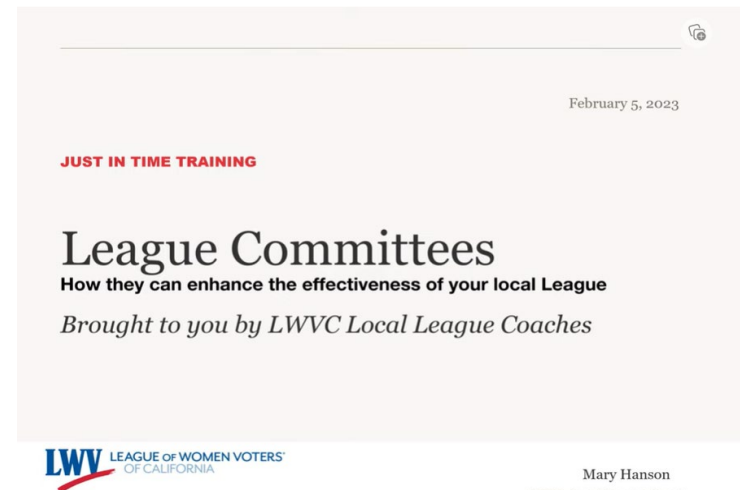 February 5, 2023
JUST IN TIME TRAINING
League Committees
How they can enhance the effectiveness of your local League
Brought to you by LWVC Local League Coaches
LWV LEAGUE OF WOMEN VOTERS®
OF CALIFORNIA
Mary Hanson